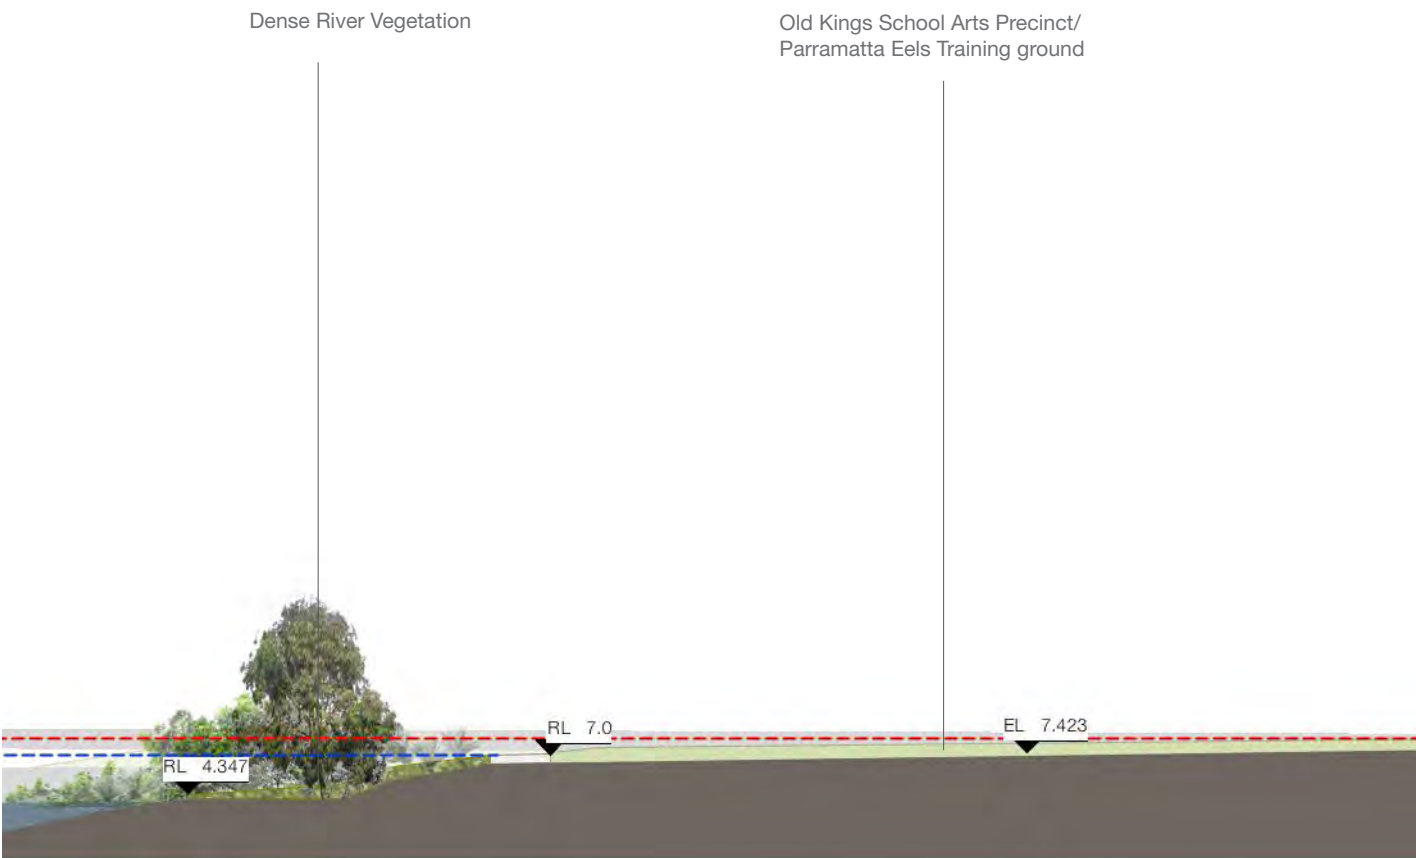 Dense River Vegetation
Old Kings School Arts Precinct/
Parramatta Eels Training ground
RL 7.0
EL 7.423
RL 4.347